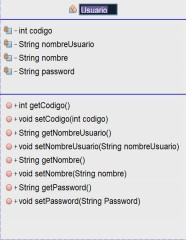 Usuario
- int codigo
- String nombreUsuario
- String nombre
- String password
+ int getCodigo()
+ void setCodigo(int codigo)
+ String getNombreUsuario()
+ void setNombreUsuario(String nombreUsuario)
+ String getNombre()
+ void setNombre(String nombre)
+ String getPassword()
+ void setPassword(String Password)